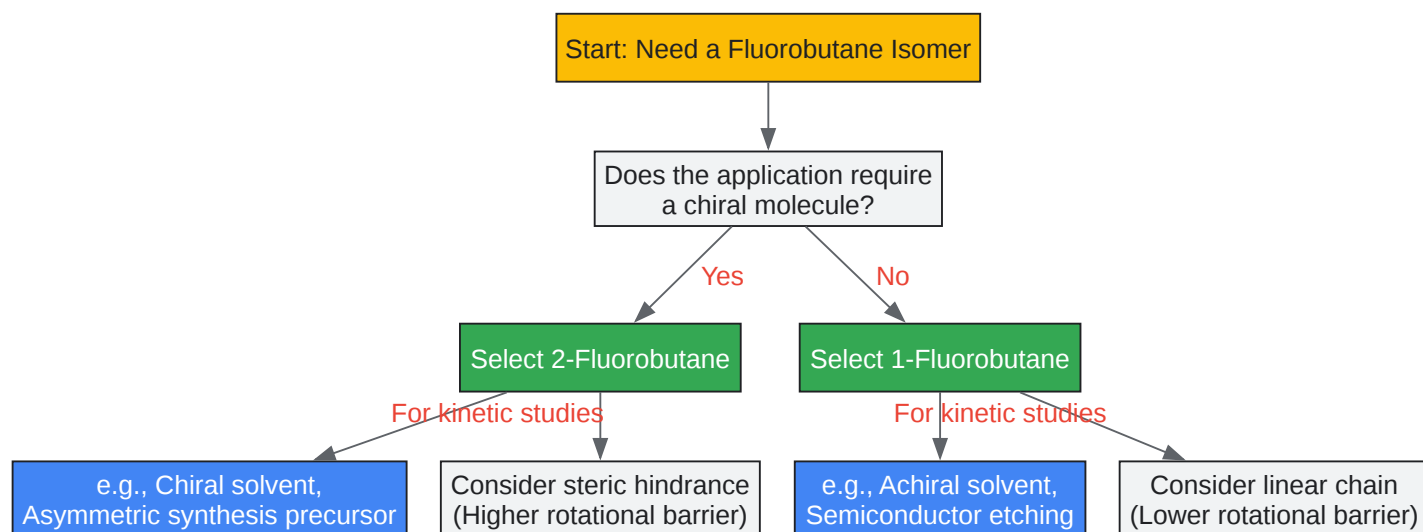 Start: Need a Fluorobutane Isomer
Does the application require
a chiral molecule?
Yes
No
Select 2-Fluorobutane
Select 1-Fluorobutane
For kinetic studies
For kinetic studies
e.g., Chiral solvent,
Asymmetric synthesis precursor
Consider steric hindrance
(Higher rotational barrier)
e.g., Achiral solvent,
Semiconductor etching
Consider linear chain
(Lower rotational barrier)